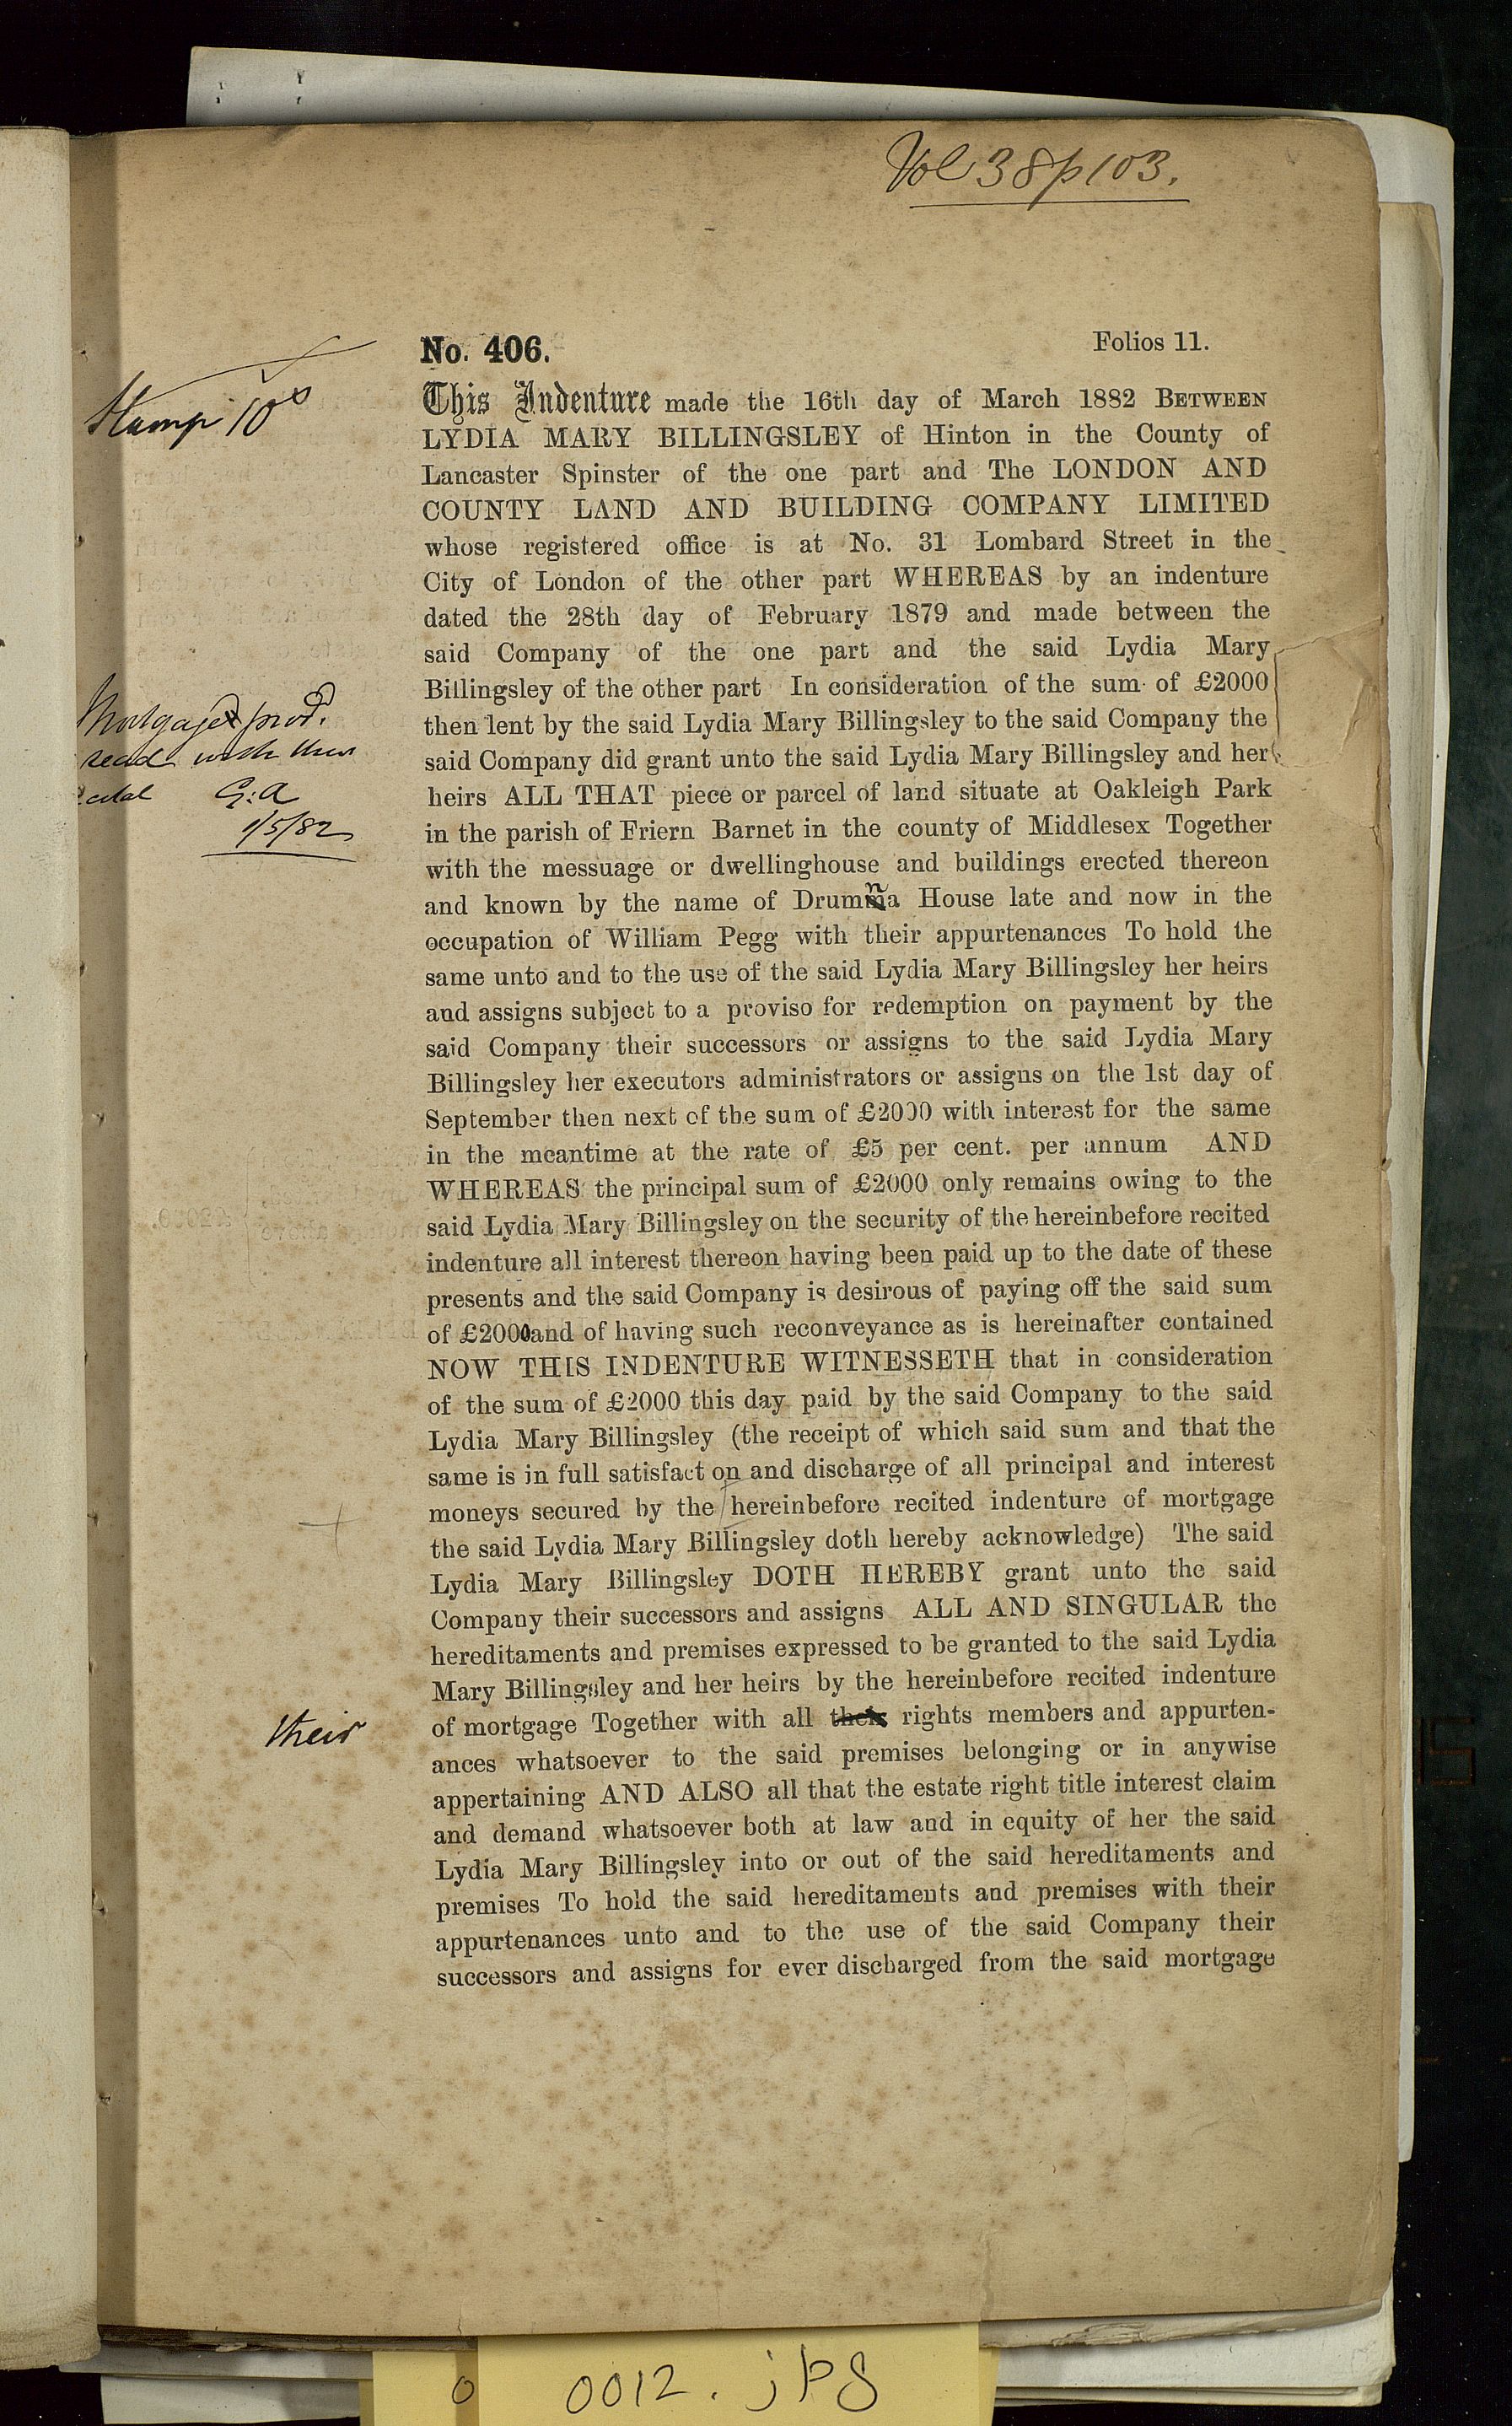 Vol 38 p 103.
No. 406.
Folios 11.
Stamp 10s
This Indenture made the 16th day of March 1882 BETWEEN
LYDIA MARY BILLINGSLEY of Hinton in the County of
Lancaster Spinster of the one part and The LONDON AND
COUNTY LAND AND BUILDING COMPANY LIMITED
whose registered office is at No. 31 Lombard Street in the
City of London of the other part WHEREAS by an indenture
dated the 28th day of February 1879 and made between the
said Company of the one part and the said Lydia Mary
Billingsley of the other part In consideration of the sum of £2000
then lent by the said Lydia Mary Billingsley to the said Company the
said Company did grant unto the said Lydia Mary Billingsley and her
heirs ALL THAT piece or parcel of land situate at Oakleigh Park
in the parish of Friern Barnet in the county of Middlesex Together
with the messuage or dwellinghouse and buildings erected thereon
and known by the name of Drumna House late and now in the
occupation of William Pegg with their appurtenances To hold the
same unto and to the use of the said Lydia Mary Billingsley her heirs
and assigns subject to a proviso for redemption on payment by the
said Company their successors or assigns to the said Lydia Mary
Billingsley her executors administrators or assigns on the 1st day of
September then next of the sum of £2000 with interest for the same
in the meantime at the rate of £5 per cent. per annum AND
WHEREAS the principal sum of £2000 only remains owing to the
said Lydia Mary Billingsley on the security of the hereinbefore recited
indenture all interest thereon having been paid up to the date of these
presents and the said Company is desirous of paying off the said sum
of £2000 and of having such reconveyance as is hereinafter contained
NOW THIS INDENTURE WITNESSETH that in consideration
of the sum of £2000 this day paid by the said Company to the said
Lydia Mary Billingsley (the receipt of which said sum and that the
same is in full satisfact on and discharge of all principal and interest
moneys secured by the hereinbefore recited indenture of mortgage
the said Lydia Mary Billingsley doth hereby acknowledge) The said
Lydia Mary Billingsley DOTH HEREBY grant unto the said
Company their successors and assigns ALL AND SINGULAR the
hereditaments and premises expressed to be granted to the said Lydia
Mary Billingsley and her heirs by the hereinbefore recited indenture
of mortgage Together with all their rights members and appurten-
ances whatsoever to the said premises belonging or in anywise
appertaining AND ALSO all that the estate right title interest claim
and demand whatsoever both at law and in equity of her the said
Lydia Mary Billingsley into or out of the said hereditaments and
premises To hold the said hereditaments and premises with their
appurtenances unto and to the use of the said Company their
successors and assigns for ever discharged from the said mortgage
Mortgage prod.
read with
G: A
1/5/82
their
0 0012.jpg